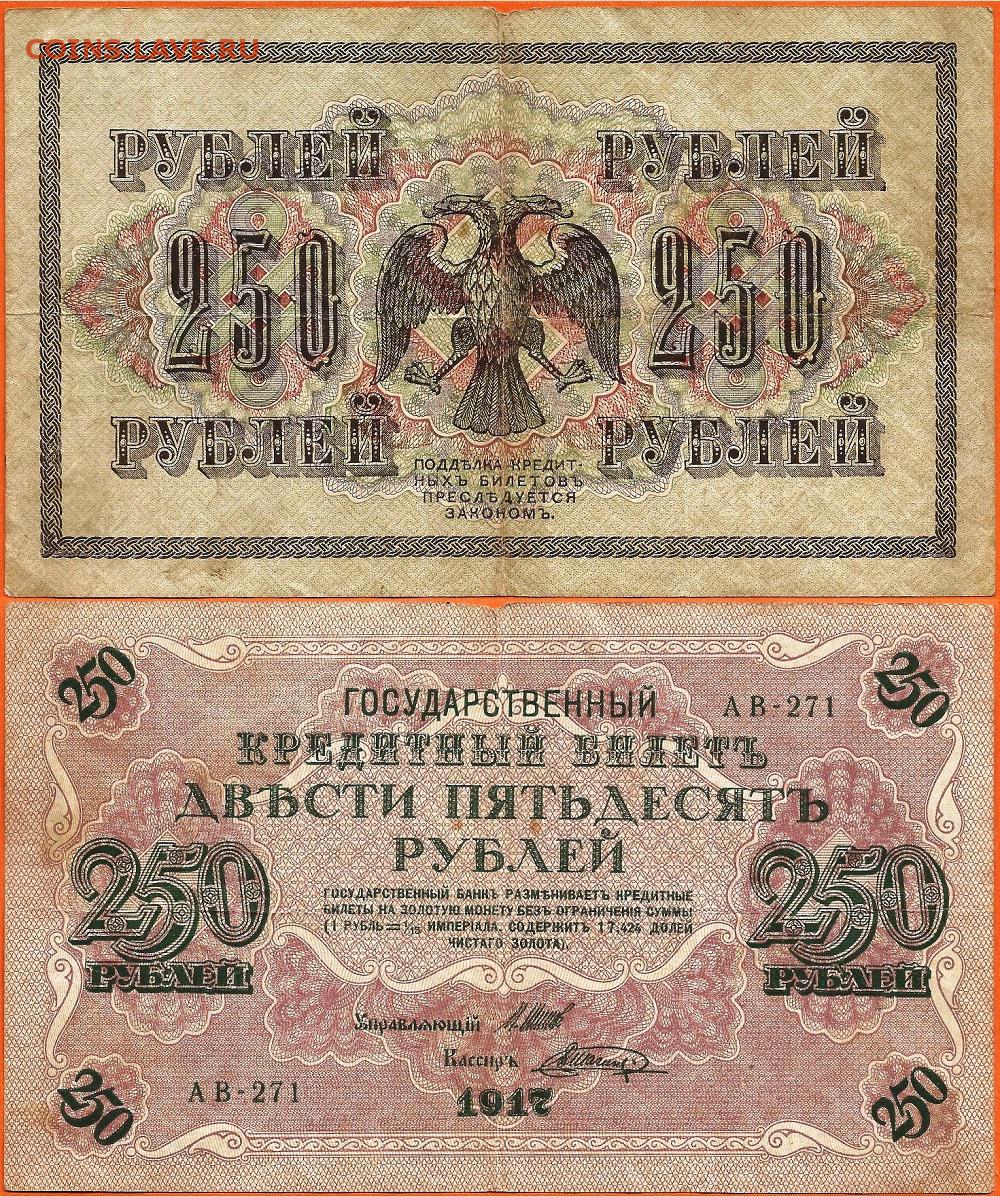 COINS.LAVE.RU
РУБЛЕЙ РУБЛЕЙ
250 250
РУБЛЕЙ РУБЛЕЙ
ПОДДѢЛКА КРЕДИТ-
НЫХЪ БИЛЕТОВЪ
ПРЕСЛѢДУЕТСЯ
ЗАКОНОМЪ.
250 250
ГОСУДАРСТВЕННЫЙ АВ-271
КРЕДИТНЫЙ БИЛЕТЪ
ДВѢСТИ ПЯТЬДЕСЯТЪ
РУБЛЕЙ
250 250
РУБЛЕЙ РУБЛЕЙ
ГОСУДАРСТВЕННЫЙ БАНКЪ РАЗМѢНИВАЕТЪ КРЕДИТНЫЕ
БИЛЕТЫ НА ЗОЛОТУЮ МОНЕТУ БЕЗЪ ОГРАНИЧЕНІЯ СУММЫ
(1 РУБЛЬ = 1/15 ИМПЕРІАЛА, СОДЕРЖИТЪ 17,424 ДОЛЕЙ
ЧИСТАГО ЗОЛОТА).
Управляющій
Кассиръ
АВ-271 1917
250 250